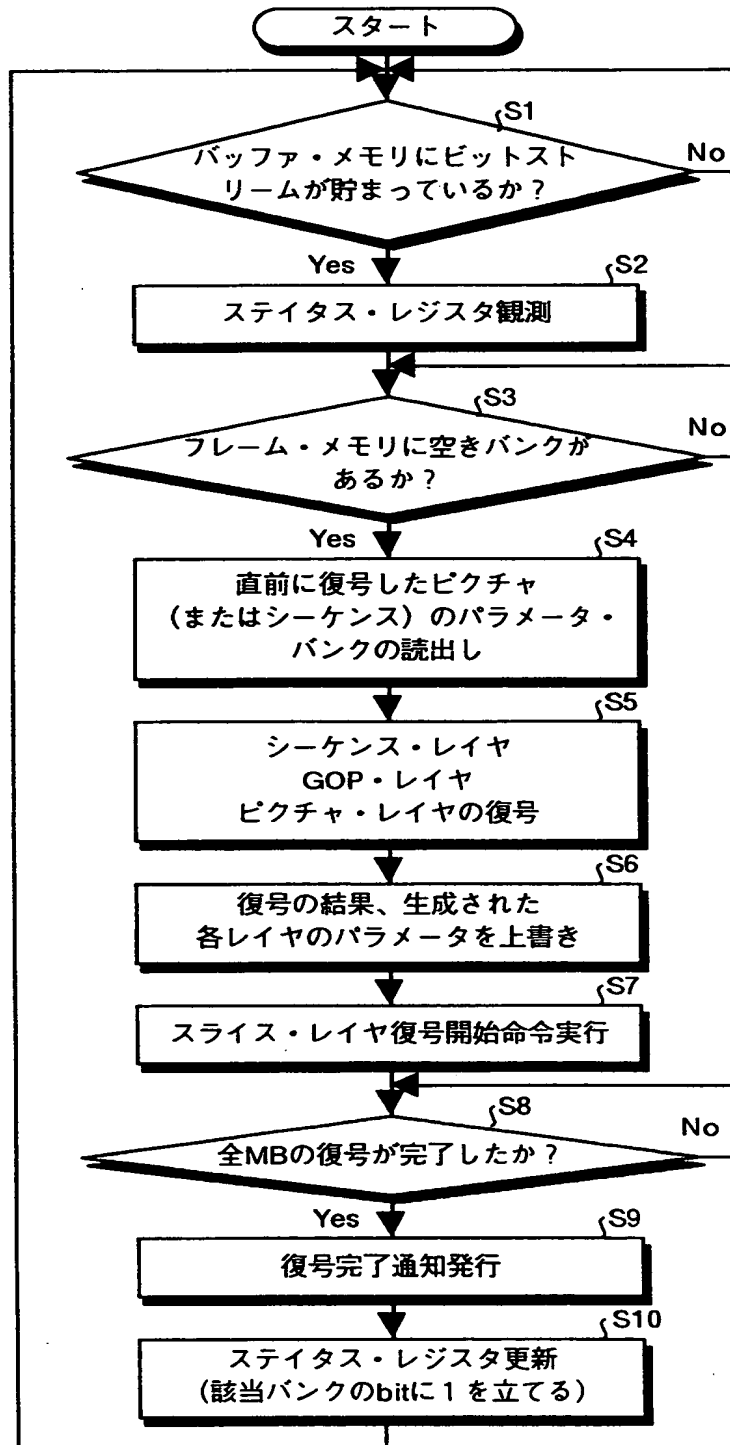 スタート
S1
バッファ・メモリにビットスト
リームが貯まっているか？
No
Yes
S2
ステイタス・レジスタ観測
S3
フレーム・メモリに空きバンクが
あるか？
No
Yes
S4
直前に復号したピクチャ
（またはシーケンス）のパラメータ・
バンクの読出し
S5
シーケンス・レイヤ
GOP・レイヤ
ピクチャ・レイヤの復号
S6
復号の結果、生成された
各レイヤのパラメータを上書き
S7
スライス・レイヤ復号開始命令実行
S8
全MBの復号が完了したか？
No
Yes
S9
復号完了通知発行
S10
ステイタス・レジスタ更新
（該当バンクのbitに１を立てる）